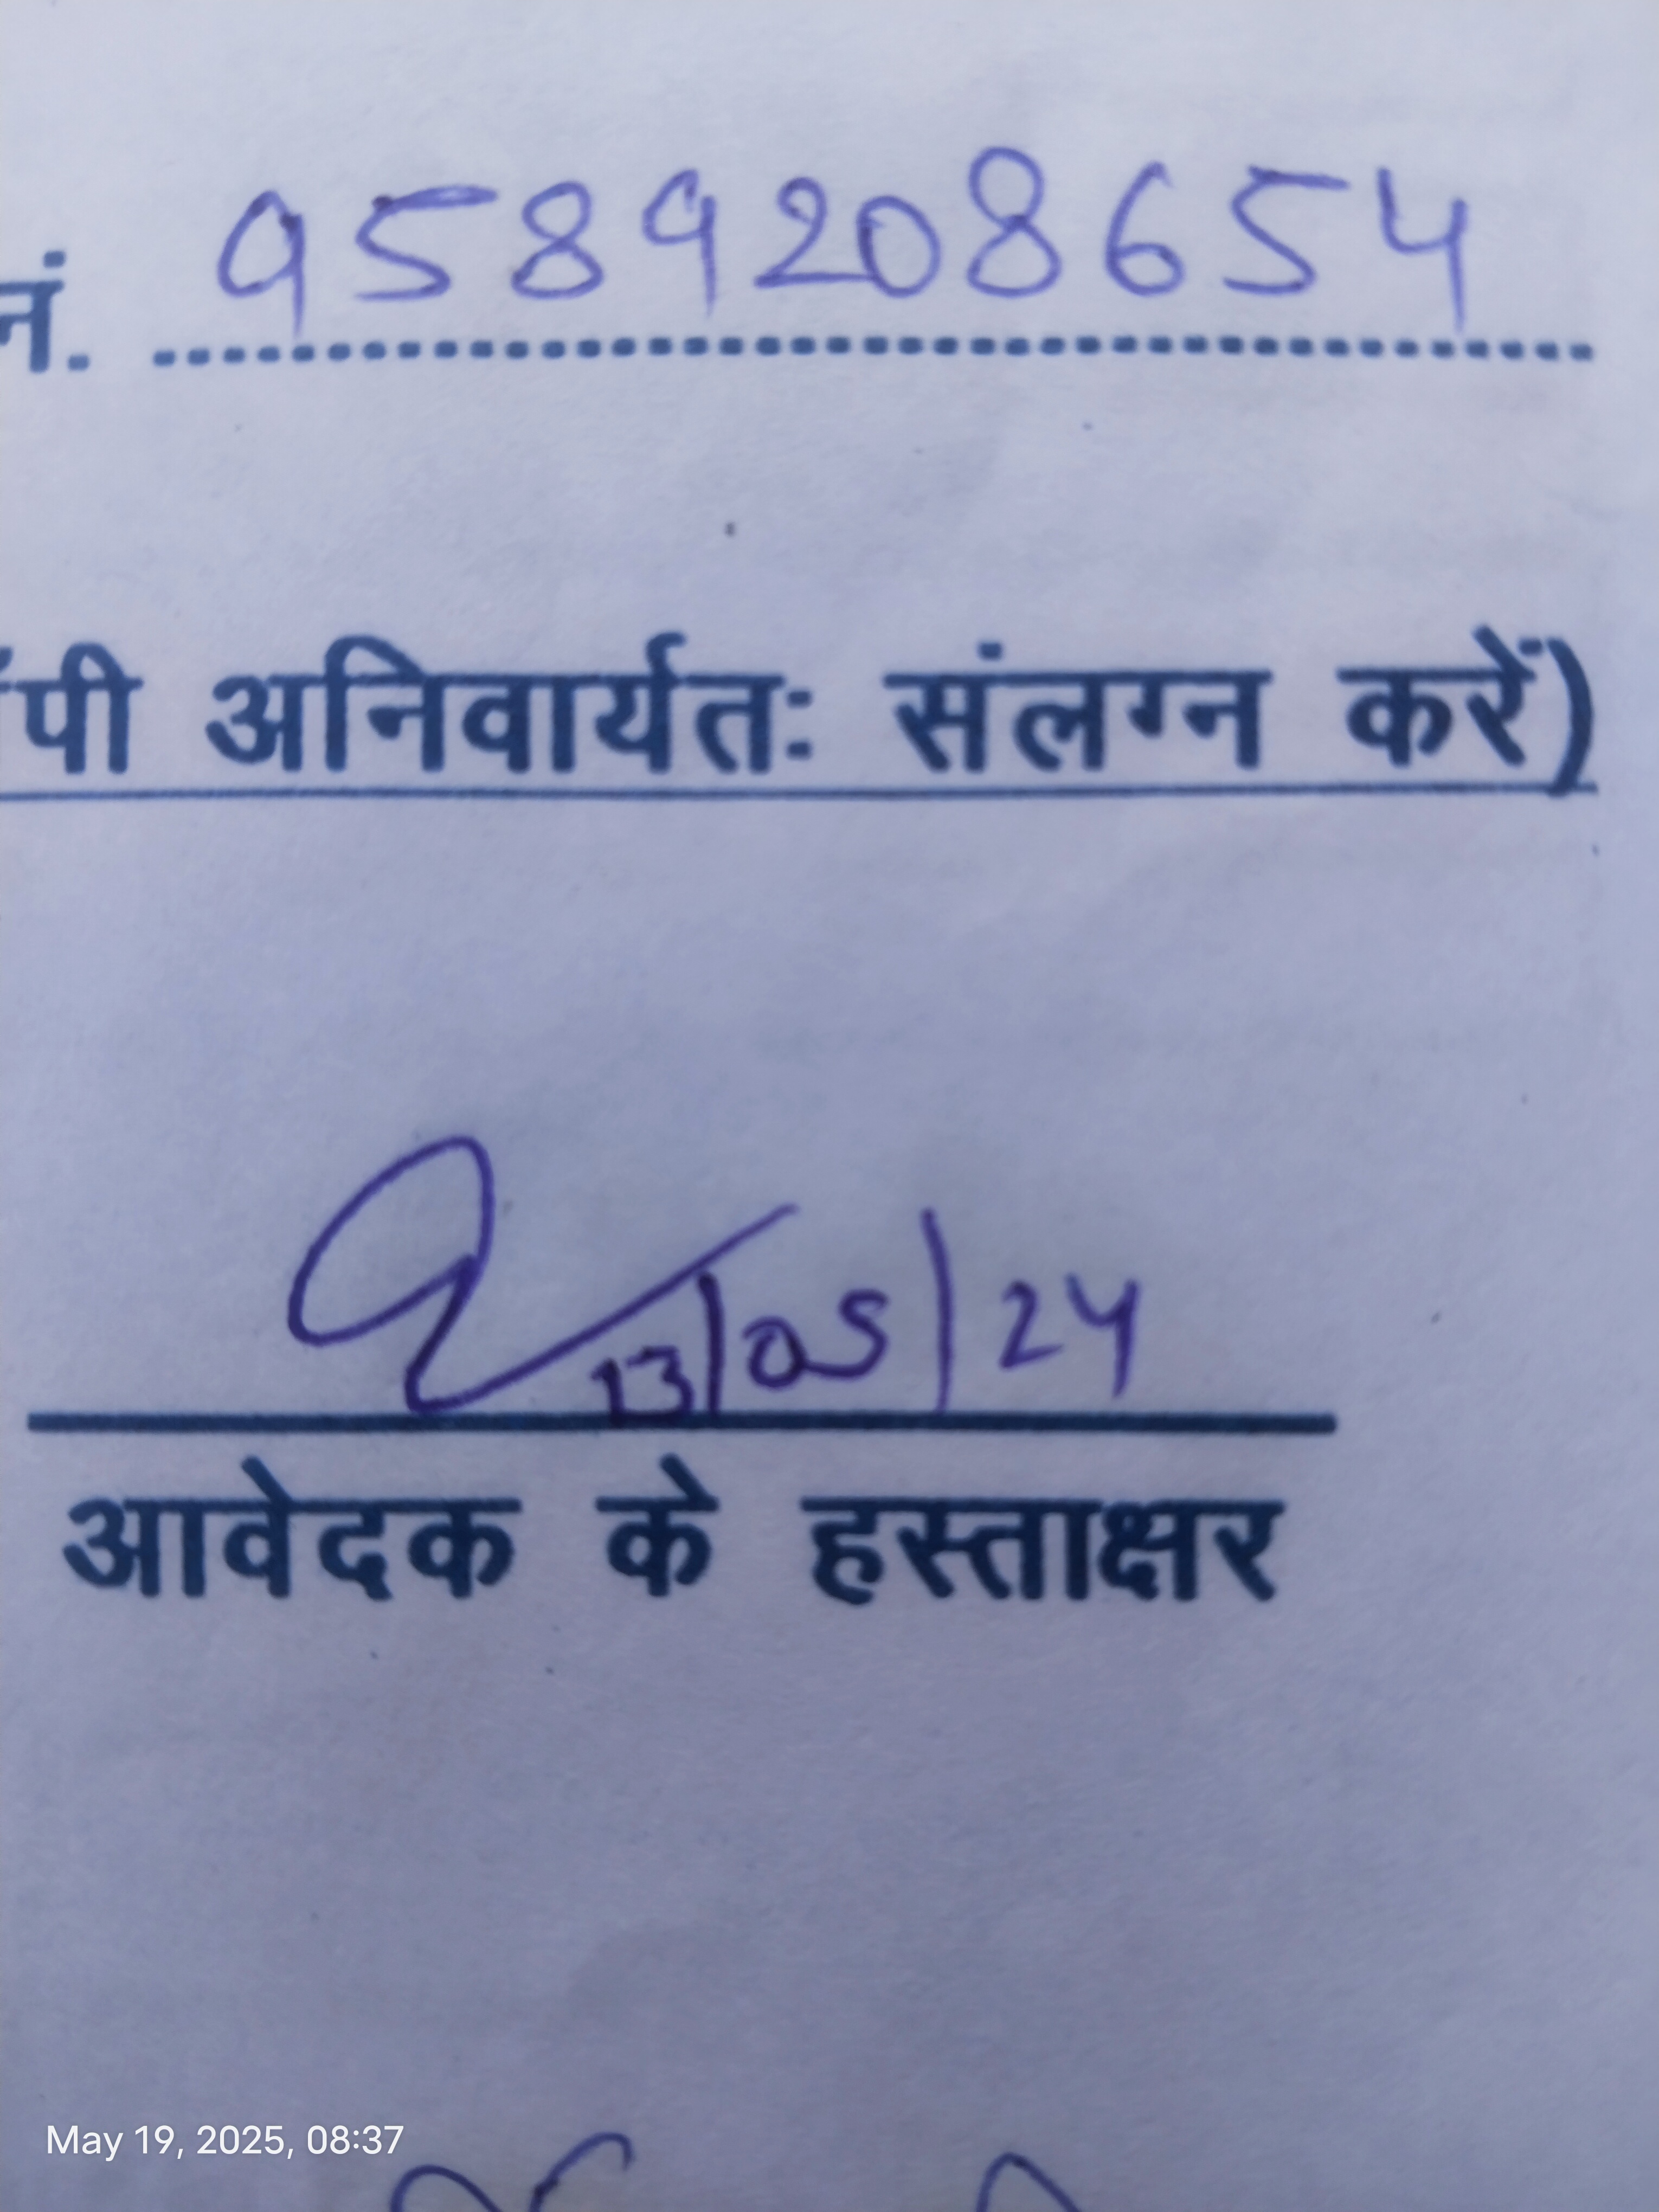 नं. 9589208654
ॉपी अनिवार्यतः संलग्न करें)
13/05/24
आवेदक के हस्ताक्षर
May 19, 2025, 08:37